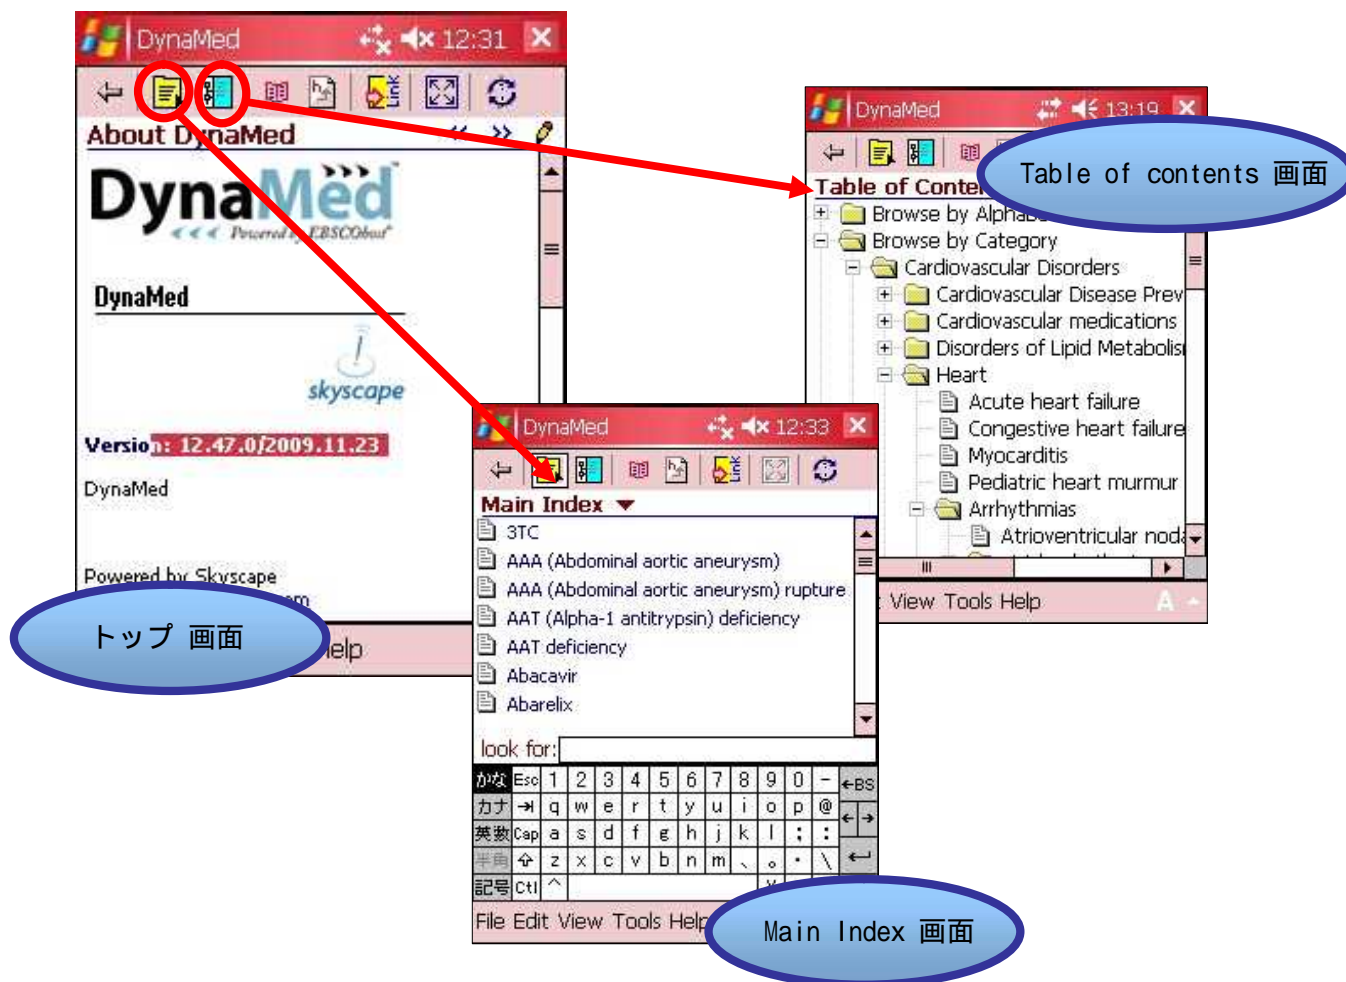 DynaMed 12:31
Link
About DynaMed
DynaMed
Powered by EBSCOhost
DynaMed
skyscape
Version: 12.47.0/2009.11.23
DynaMed
Powered by Skyscape
トップ 画面
DynaMed 13:19
Table of contents 画面
Table of Conte
Browse by Alphab
Browse by Category
Cardiovascular Disorders
Cardiovascular Disease Prev
Cardiovascular medications
Disorders of Lipid Metabolis
Heart
Acute heart failure
Congestive heart failure
Myocarditis
Pediatric heart murmur
Arrhythmias
Atrioventricular noda
View Tools Help A
DynaMed 12:33
Link
Main Index
3TC
AAA (Abdominal aortic aneurysm)
AAA (Abdominal aortic aneurysm) rupture
AAT (Alpha-1 antitrypsin) deficiency
AAT deficiency
Abacavir
Abarelix
look for:
かな Esc 1 2 3 4 5 6 7 8 9 0 - ←BS
カナ →| q w e r t y u i o p @ ← →
英数 Cap a s d f g h j k l ; :
半角 z x c v b n m 、 。 ・ \
記号 Ctl ^
File Edit View Tools Help
Main Index 画面